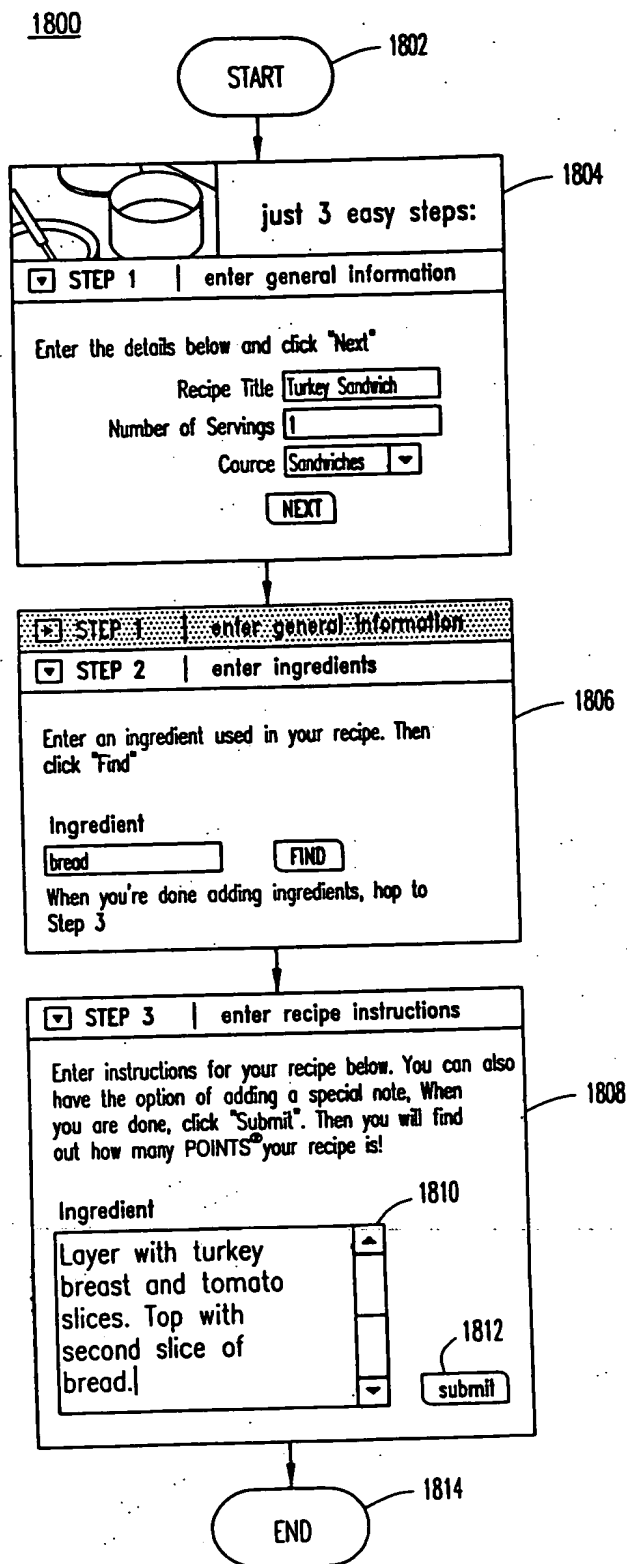 1800
START
1802
just 3 easy steps:
1804
STEP 1 | enter general information
Enter the details below and click "Next"
Recipe Title Turkey Sandwich
Number of Servings 1
Cource Sandwiches
NEXT
STEP 1 | enter general information
STEP 2 | enter ingredients
1806
Enter an ingredient used in your recipe. Then
click "Find"
Ingredient
bread FIND
When you're done adding ingredients, hop to
Step 3
STEP 3 | enter recipe instructions
Enter instructions for your recipe below. You can also
have the option of adding a special note, When
you are done, click "Submit". Then you will find
out how many POINTS® your recipe is!
1808
Ingredient
1810
Layer with turkey
breast and tomato
slices. Top with
second slice of
bread.
1812
submit
END
1814